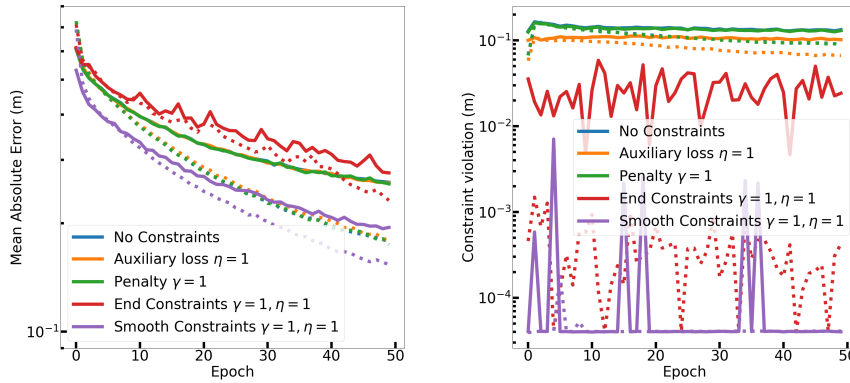 Mean Absolute Error (m)
10⁻¹
0 10 20 30 40 50
Epoch
No Constraints
Auxiliary loss η = 1
Penalty γ = 1
End Constraints γ = 1, η = 1
Smooth Constraints γ = 1, η = 1
Constraint violation (m)
10⁻¹
10⁻²
10⁻³
10⁻⁴
0 10 20 30 40 50
Epoch
No Constraints
Auxiliary loss η = 1
Penalty γ = 1
End Constraints γ = 1, η = 1
Smooth Constraints γ = 1, η = 1